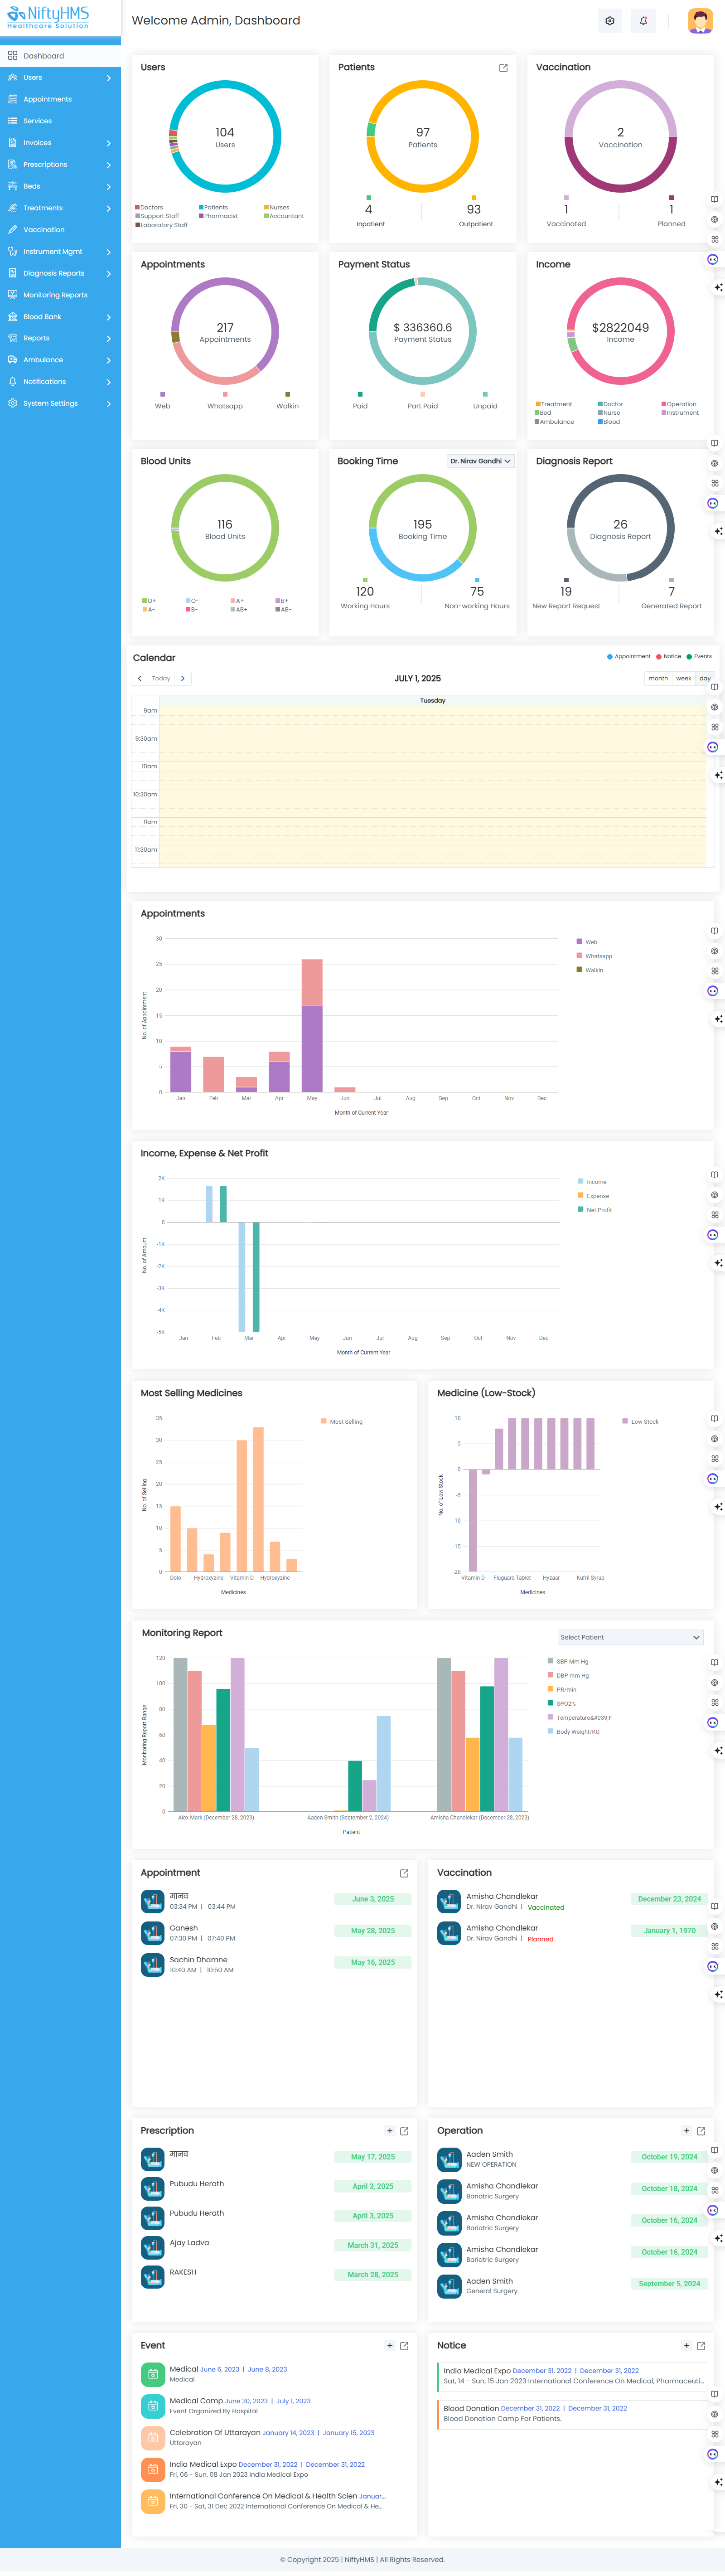 NiftyHMS
Healthcare Solution
Welcome Admin, Dashboard
Dashboard
Users
Appointments
Services
Invoices
Prescriptions
Beds
Treatments
Vaccination
Instrument Mgmt
Diagnosis Reports
Monitoring Reports
Blood Bank
Reports
Ambulance
Notifications
System Settings
Users
104
Users
Doctors Patients Nurses
Support Staff Pharmacist Accountant
Laboratory Staff
Patients
97
Patients
4 93
Inpatient Outpatient
Vaccination
2
Vaccination
1 1
Vaccinated Planned
Appointments
217
Appointments
Web Whatsapp Walkin
Payment Status
$ 336360.6
Payment Status
Paid Part Paid Unpaid
Income
$2822049
Income
Treatment Doctor Operation
Bed Nurse Instrument
Ambulance Blood
Blood Units
116
Blood Units
O+ O- A+ B+
A- B- AB+ AB-
Booking Time
Dr. Nirav Gandhi
195
Booking Time
120 75
Working Hours Non-working Hours
Diagnosis Report
26
Diagnosis Report
19 7
New Report Request Generated Report
Calendar
Appointment Notice Events
Today
JULY 1, 2025
month week day
Tuesday
9am
9:30am
10am
10:30am
11am
11:30am
Appointments
No. of Appointment
30
25
20
15
10
5
0
Jan Feb Mar Apr May Jun Jul Aug Sep Oct Nov Dec
Month of Current Year
Web
Whatsapp
Walkin
Income, Expense & Net Profit
No. of Amount
2K
1K
0
-1K
-2K
-3K
-4K
-5K
Jan Feb Mar Apr May Jun Jul Aug Sep Oct Nov Dec
Month of Current Year
Income
Expense
Net Profit
Most Selling Medicines
No. of Selling
35
30
25
20
15
10
5
0
Dolo Hydroxyzine Vitamin D Hydroxyzine
Medicines
Most Selling
Medicine (Low-Stock)
No. of Low Stock
10
5
0
-5
-10
-15
-20
Vitamin D Fluguard Tablet Hyzaar Kufril Syrup
Medicines
Low Stock
Monitoring Report
Select Patient
Monitoring Report Range
120
100
80
60
40
20
0
Alex Mark (December 28, 2023) Aaden Smith (September 2, 2024) Amisha Chandlekar (December 28, 2023)
Patient
SBP Mm Hg
DBP mm Hg
PR/min
SPO2%
Temperature&#039;F
Body Weight/KG
Appointment
मानव
03:34 PM | 03:44 PM
June 3, 2025
Ganesh
07:30 PM | 07:40 PM
May 28, 2025
Sachin Dhamne
10:40 AM | 10:50 AM
May 16, 2025
Vaccination
Amisha Chandlekar
Dr. Nirav Gandhi | Vaccinated
December 23, 2024
Amisha Chandlekar
Dr. Nirav Gandhi | Planned
January 1, 1970
Prescription
+
मानव
May 17, 2025
Pubudu Herath
April 3, 2025
Pubudu Herath
April 3, 2025
Ajay Ladva
March 31, 2025
RAKESH
March 28, 2025
Operation
+
Aaden Smith
NEW OPERATION
October 19, 2024
Amisha Chandlekar
Bariatric Surgery
October 18, 2024
Amisha Chandlekar
Bariatric Surgery
October 16, 2024
Amisha Chandlekar
Bariatric Surgery
October 16, 2024
Aaden Smith
General Surgery
September 5, 2024
Event
+
Medical June 6, 2023 | June 8, 2023
Medical
Medical Camp June 30, 2023 | July 1, 2023
Event Organized By Hospital
Celebration Of Uttarayan January 14, 2023 | January 15, 2023
Uttarayan
India Medical Expo December 31, 2022 | December 31, 2022
Fri, 06 - Sun, 08 Jan 2023 India Medical Expo
International Conference On Medical & Health Scien Januar...
Fri, 30 - Sat, 31 Dec 2022 International Conference On Medical & He...
Notice
+
India Medical Expo December 31, 2022 | December 31, 2022
Sat, 14 - Sun, 15 Jan 2023 International Conference On Medical, Pharmaceuti...
Blood Donation December 31, 2022 | December 31, 2022
Blood Donation Camp For Patients.
© Copyright 2025 | NiftyHMS | All Rights Reserved.